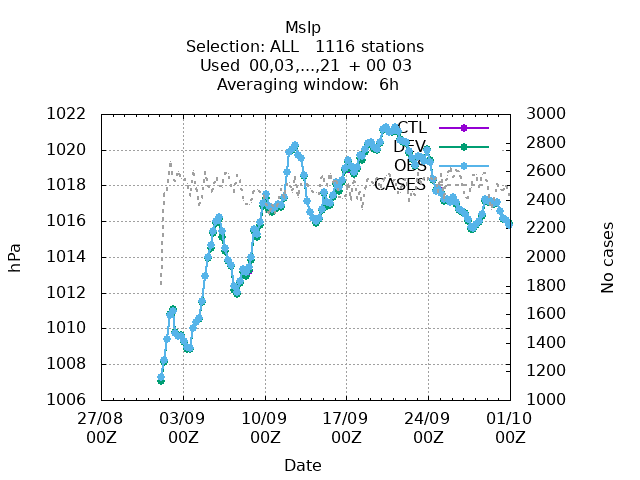 Mslp
Selection: ALL   1116 stations
Used  00,03,...,21  + 00 03
Averaging window:  6h
1022
1020
1018
1016
1014
1012
1010
1008
1006
hPa
3000
2800
2600
2400
2200
2000
1800
1600
1400
1200
1000
No cases
CTL
DEV
OBS
CASES
27/08 03/09 10/09 17/09 24/09 01/10
00Z 00Z 00Z 00Z 00Z 00Z
Date